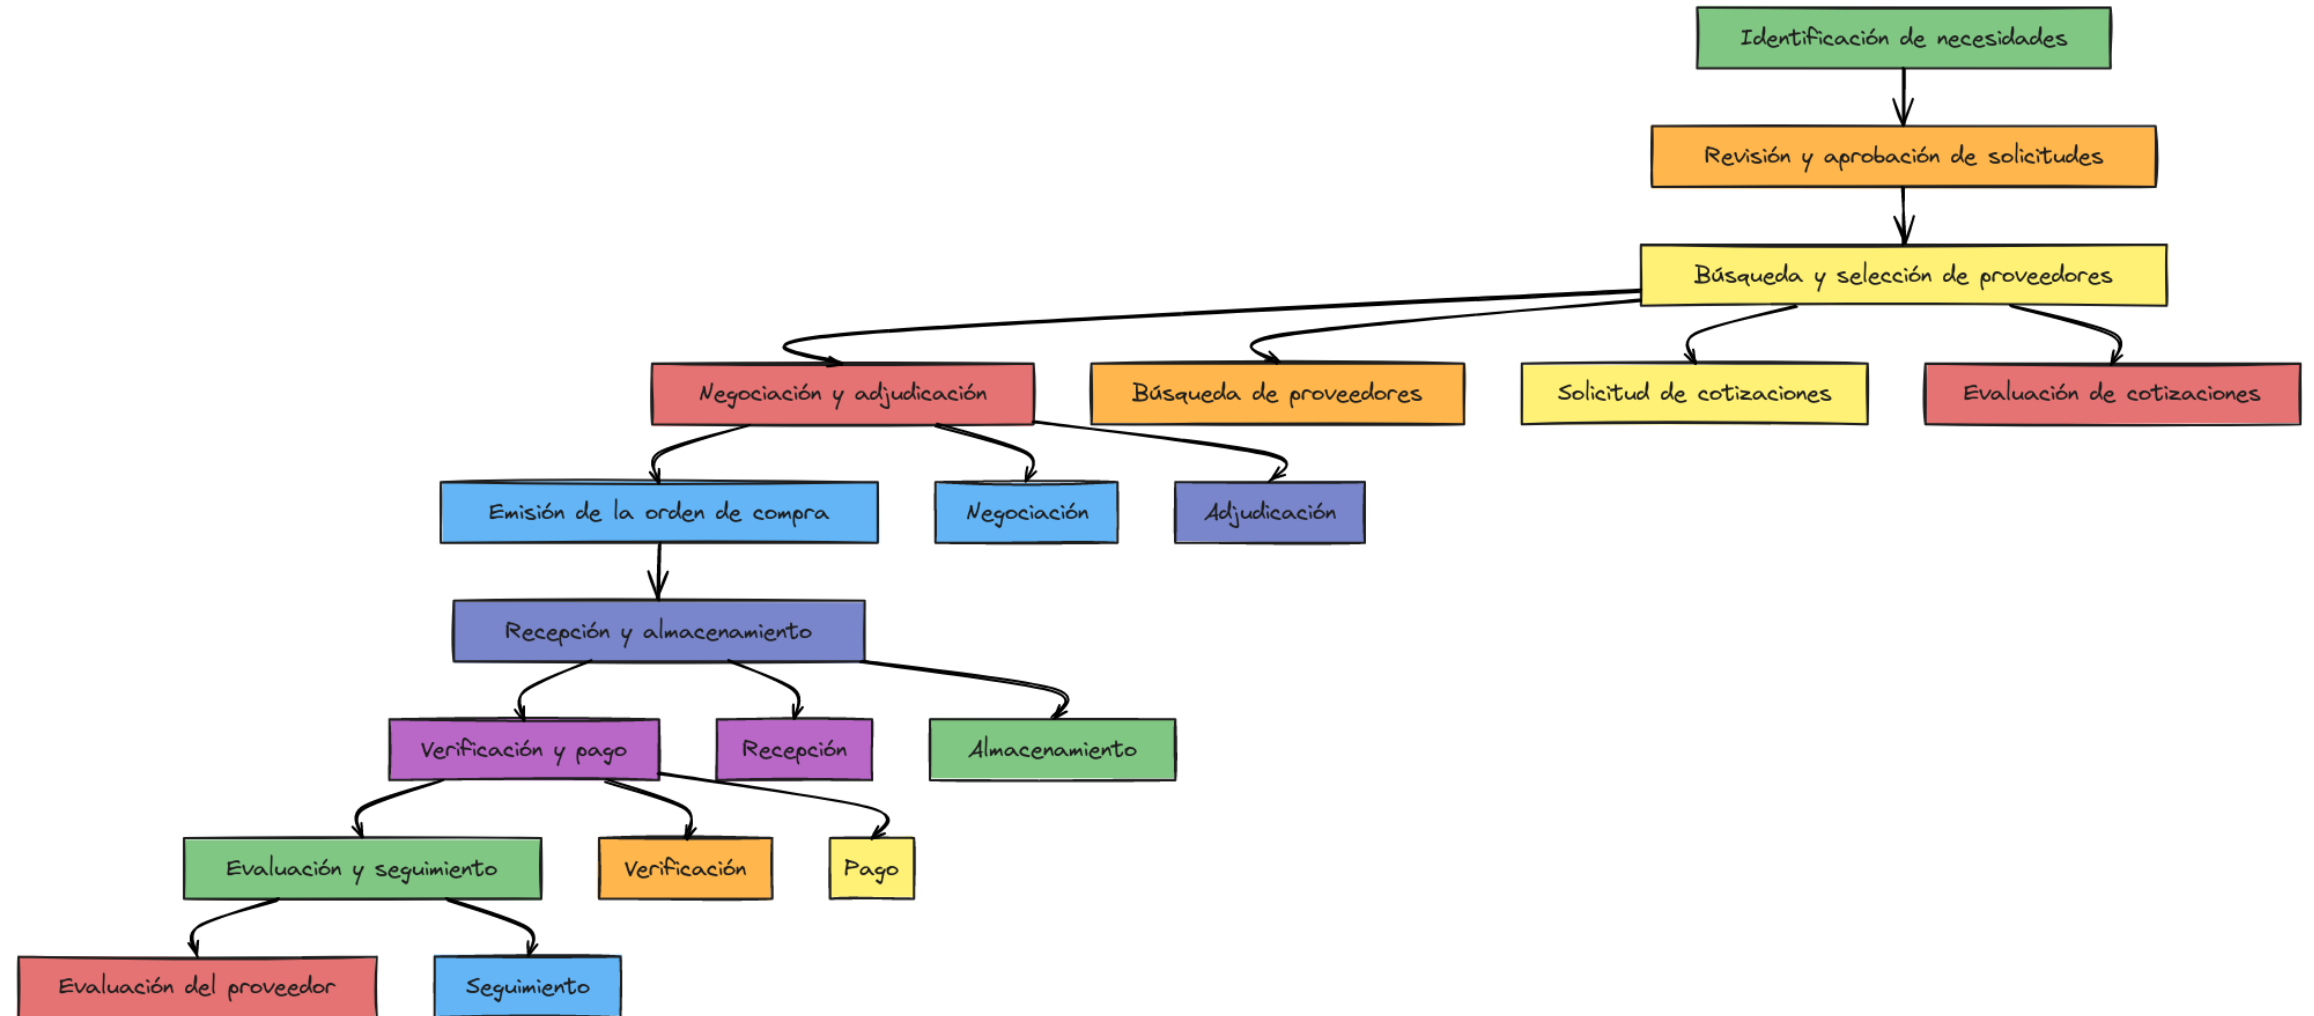 Identificación de necesidades
Revisión y aprobación de solicitudes
Búsqueda y selección de proveedores
Negociación y adjudicación
Búsqueda de proveedores
Solicitud de cotizaciones
Evaluación de cotizaciones
Emisión de la orden de compra
Negociación
Adjudicación
Recepción y almacenamiento
Verificación y pago
Recepción
Almacenamiento
Evaluación y seguimiento
Verificación
Pago
Evaluación del proveedor
Seguimiento